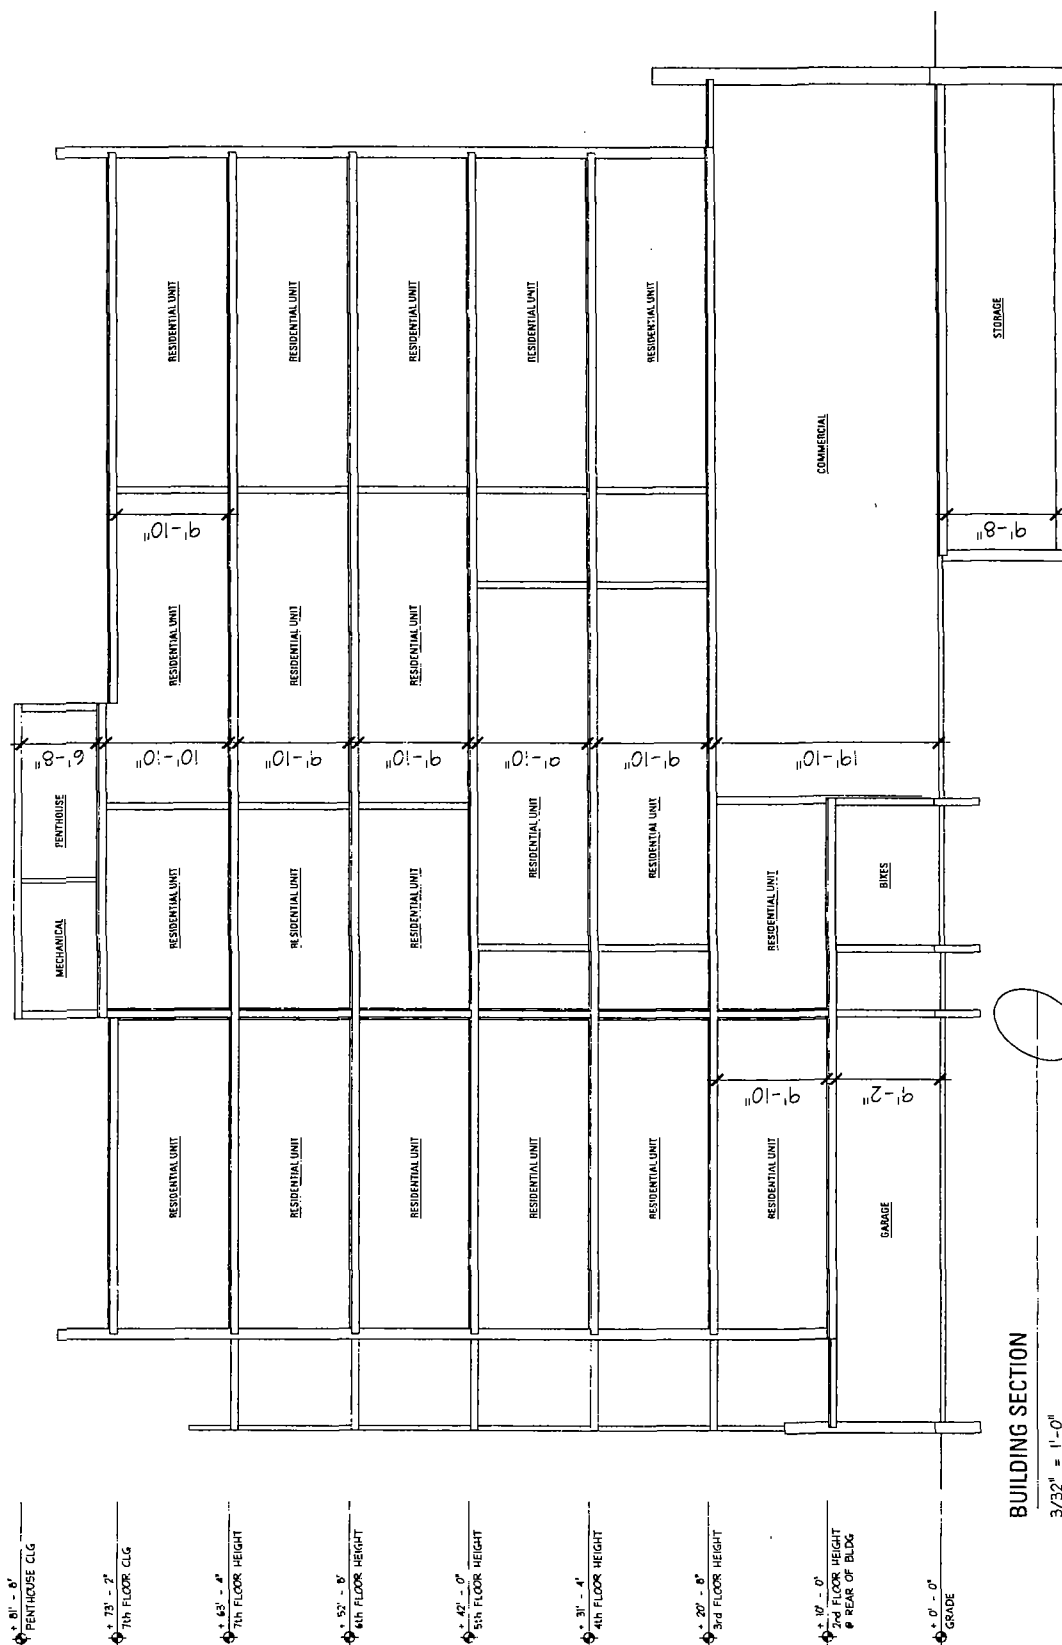 + 81' - 8"
PENTHOUSE CLG
+ 73' - 2"
7th FLOOR CLG
+ 63' - 4"
7th FLOOR HEIGHT
+ 52' - 8"
6th FLOOR HEIGHT
+ 42' - 0"
5th FLOOR HEIGHT
+ 31' - 4"
4th FLOOR HEIGHT
+ 20' - 8"
3rd FLOOR HEIGHT
+ 10' - 0"
2nd FLOOR HEIGHT
@ REAR OF BLDG
+ 0' - 0"
GRADE
MECHANICAL
PENTHOUSE
6'-8"
RESIDENTIAL UNIT
RESIDENTIAL UNIT
10'-10"
RESIDENTIAL UNIT
9'-10"
RESIDENTIAL UNIT
RESIDENTIAL UNIT
RESIDENTIAL UNIT
9'-10"
RESIDENTIAL UNIT
RESIDENTIAL UNIT
RESIDENTIAL UNIT
RESIDENTIAL UNIT
9'-10"
RESIDENTIAL UNIT
RESIDENTIAL UNIT
RESIDENTIAL UNIT
RESIDENTIAL UNIT
9'-10"
RESIDENTIAL UNIT
RESIDENTIAL UNIT
RESIDENTIAL UNIT
9'-10"
RESIDENTIAL UNIT
RESIDENTIAL UNIT
9'-10"
RESIDENTIAL UNIT
19'-10"
COMMERCIAL
GARAGE
9'-2"
BIKES
9'-8"
STORAGE
BUILDING SECTION
3/32" = 1'-0"